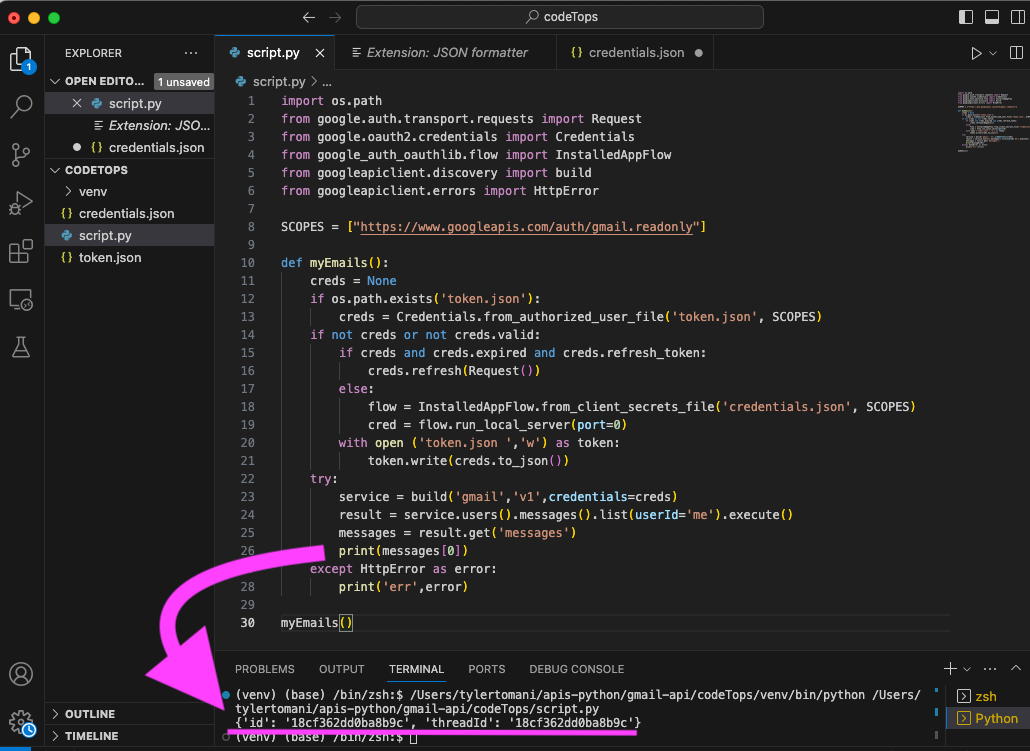 codeTops
EXPLORER
script.py
Extension: JSON formatter
credentials.json
OPEN EDITO...
1 unsaved
script.py
Extension: JSO...
credentials.json
CODETOPS
venv
credentials.json
script.py
token.json
script.py > ...
1 import os.path
2 from google.auth.transport.requests import Request
3 from google.oauth2.credentials import Credentials
4 from google_auth_oauthlib.flow import InstalledAppFlow
5 from googleapiclient.discovery import build
6 from googleapiclient.errors import HttpError
7
8 SCOPES = ["https://www.googleapis.com/auth/gmail.readonly"]
9
10 def myEmails():
11 creds = None
12 if os.path.exists('token.json'):
13 creds = Credentials.from_authorized_user_file('token.json', SCOPES)
14 if not creds or not creds.valid:
15 if creds and creds.expired and creds.refresh_token:
16 creds.refresh(Request())
17 else:
18 flow = InstalledAppFlow.from_client_secrets_file('credentials.json', SCOPES)
19 cred = flow.run_local_server(port=0)
20 with open ('token.json ','w') as token:
21 token.write(creds.to_json())
22 try:
23 service = build('gmail','v1',credentials=creds)
24 result = service.users().messages().list(userId='me').execute()
25 messages = result.get('messages')
26 print(messages[0])
except HttpError as error:
28 print('err',error)
29
30 myEmails()
PROBLEMS OUTPUT TERMINAL PORTS DEBUG CONSOLE
(venv) (base) /bin/zsh:$ /Users/tylertomani/apis-python/gmail-api/codeTops/venv/bin/python /Users/
tylertomani/apis-python/gmail-api/codeTops/script.py
{'id': '18cf362dd0ba8b9c', 'threadId': '18cf362dd0ba8b9c'}
(venv) (base) /bin/zsh:$
zsh
Python
OUTLINE
TIMELINE
1